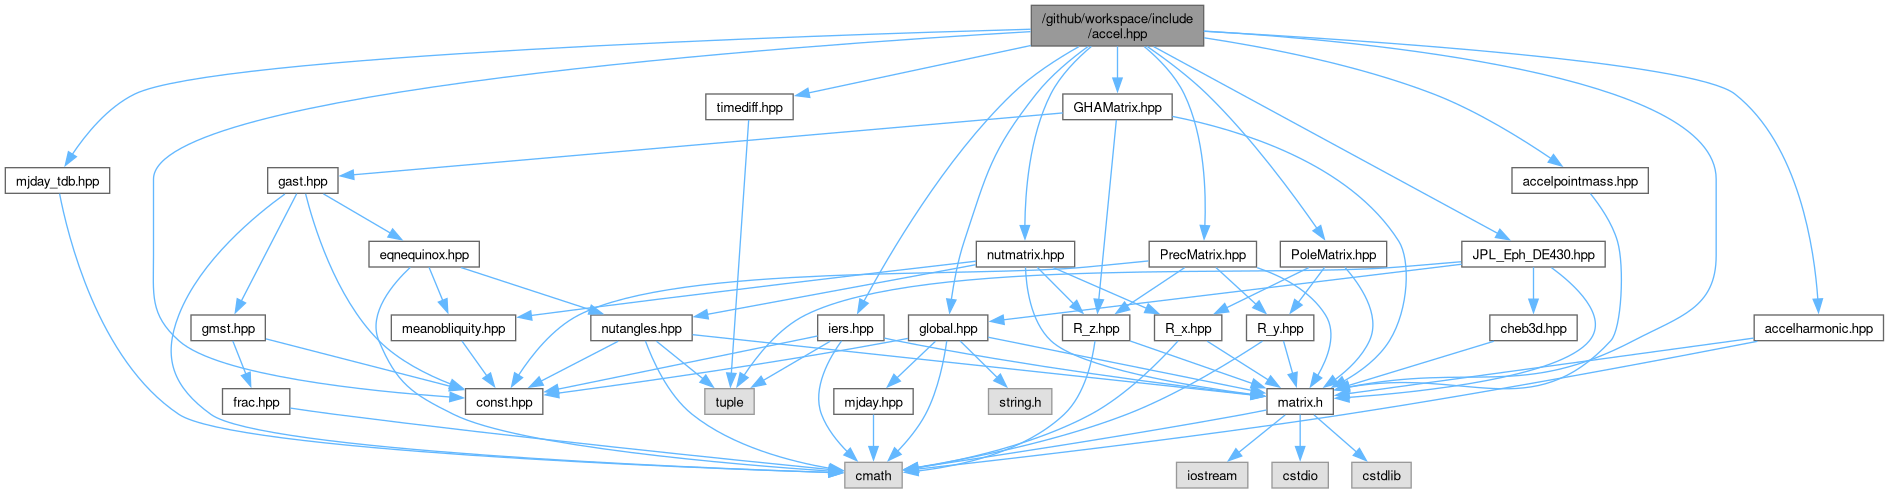 /github/workspace/include
/accel.hpp
timediff.hpp
GHAMatrix.hpp
mjday_tdb.hpp
gast.hpp
accelpointmass.hpp
eqnequinox.hpp
nutmatrix.hpp
PrecMatrix.hpp
PoleMatrix.hpp
JPL_Eph_DE430.hpp
gmst.hpp
meanobliquity.hpp
nutangles.hpp
iers.hpp
global.hpp
R_z.hpp
R_x.hpp
R_y.hpp
cheb3d.hpp
accelharmonic.hpp
frac.hpp
const.hpp
tuple
mjday.hpp
string.h
matrix.h
cmath
iostream
cstdio
cstdlib